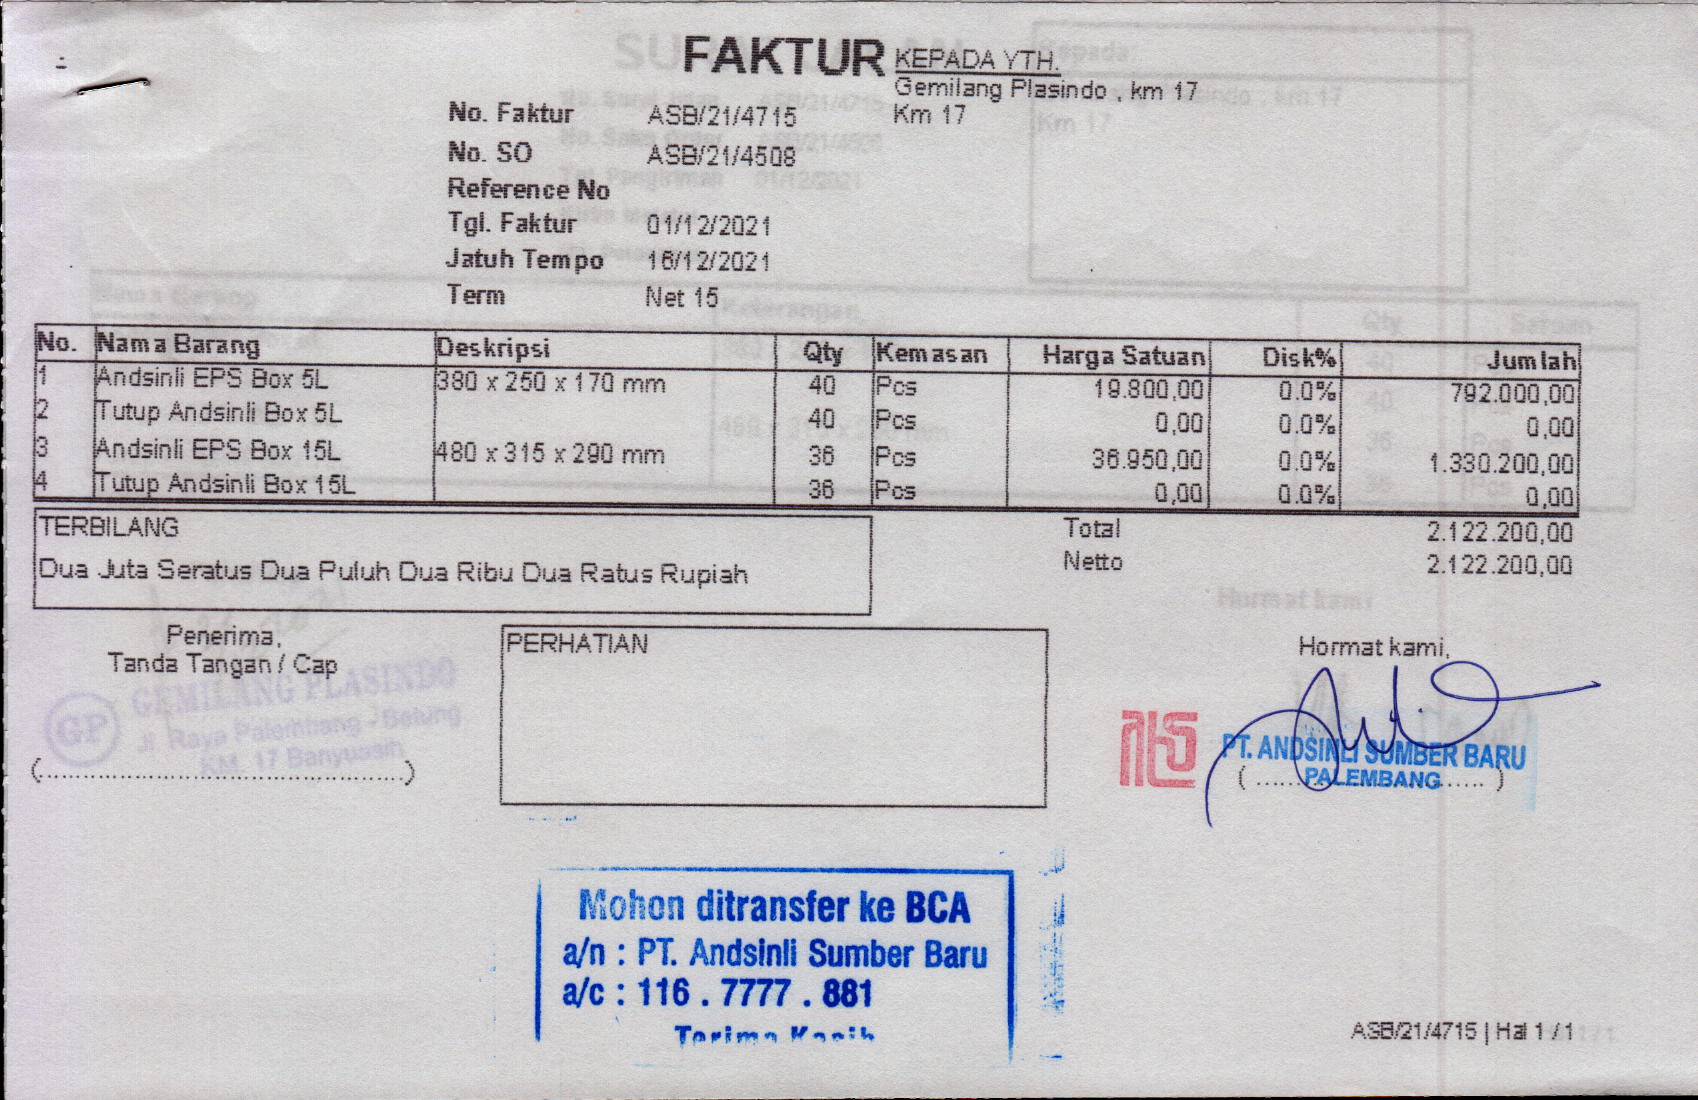 FAKTUR
KEPADA YTH.
Gemilang Plasindo , km 17
Km 17
No. Faktur ASB/21/4715
No. SO ASB/21/4508
Reference No
Tgl. Faktur 01/12/2021
Jatuh Tempo 16/12/2021
Term Net 15
No. Nama Barang Deskripsi Qty Kemasan Harga Satuan Disk% Jumlah
1 Andsinli EPS Box 5L 380 x 250 x 170 mm 40 Pcs 19.800,00 0.0% 792.000,00
2 Tutup Andsinli Box 5L 40 Pcs 0,00 0.0% 0,00
3 Andsinli EPS Box 15L 480 x 315 x 290 mm 36 Pcs 36.950,00 0.0% 1.330.200,00
4 Tutup Andsinli Box 15L 36 Pcs 0,00 0.0% 0,00
TERBILANG
Dua Juta Seratus Dua Puluh Dua Ribu Dua Ratus Rupiah
Total 2.122.200,00
Netto 2.122.200,00
Penerima,
Tanda Tangan / Cap
GP
GEMILANG PLASINDO
Jl. Raya Palembang - Betung
KM. 17 Banyuasin
(................................................)
PERHATIAN
Hormat kami,
PT. ANDSINLI SUMBER BARU
PALEMBANG
Mohon ditransfer ke BCA
a/n : PT. Andsinli Sumber Baru
a/c : 116 . 7777 . 881
Terima Kasih
ASB/21/4715 | Hal 1 / 1